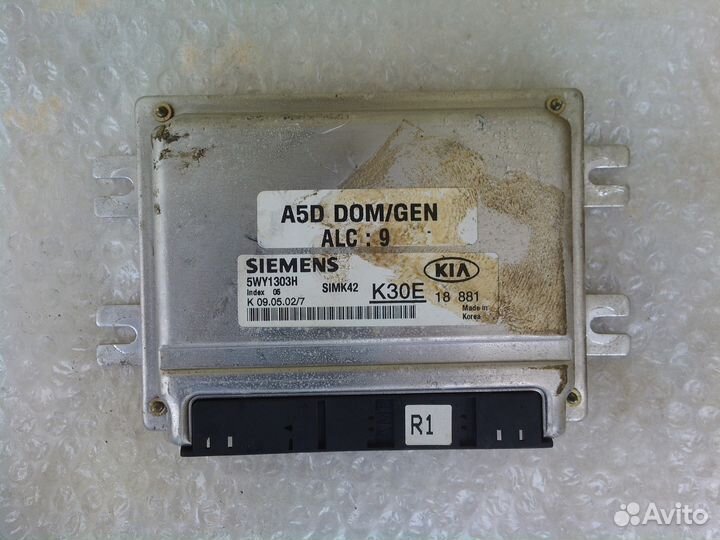 A5D DOM/GEN
ALC : 9
SIEMENS KIA
5WY1303H
Index 06 SIMK42 K30E 18 881
K 09.05.02/7 Made in
Korea
R1
Avito